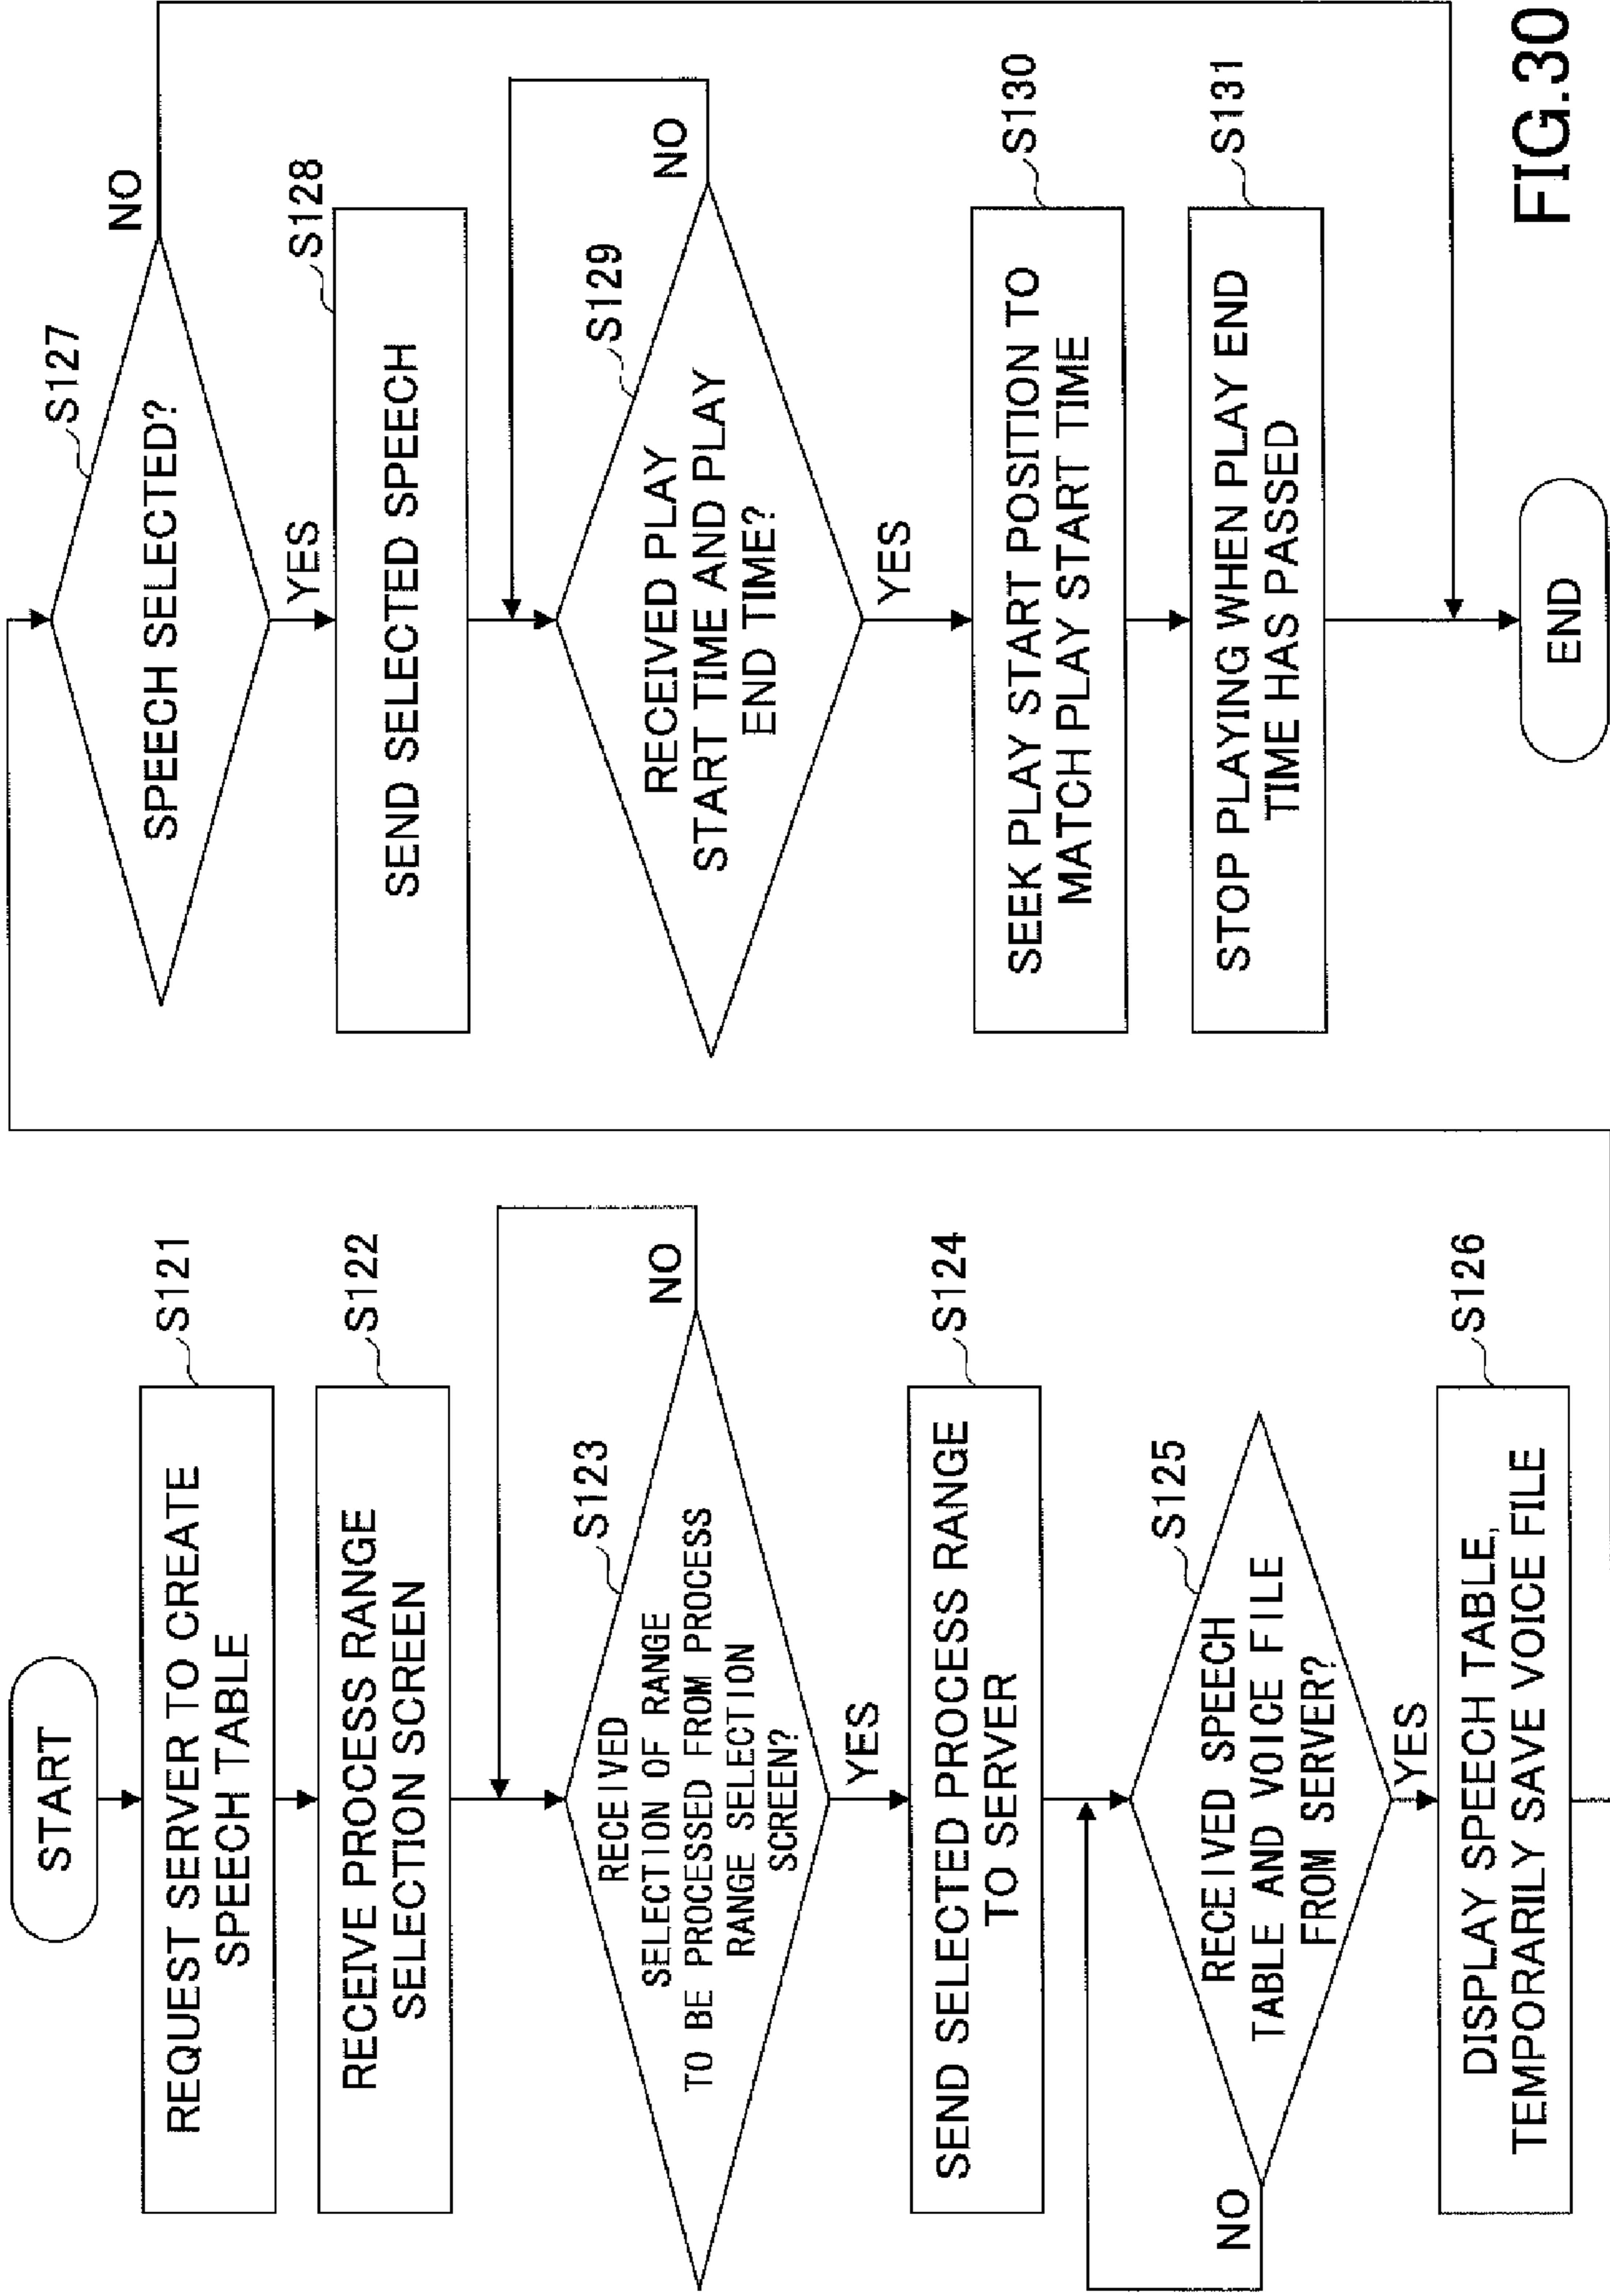 START
REQUEST SERVER TO CREATE
SPEECH TABLE
S121
RECEIVE PROCESS RANGE
SELECTION SCREEN
S122
RECEIVED
SELECTION OF RANGE
TO BE PROCESSED FROM PROCESS
RANGE SELECTION
SCREEN?
S123
NO
YES
SEND SELECTED PROCESS RANGE
TO SERVER
S124
RECEIVED SPEECH
TABLE AND VOICE FILE
FROM SERVER?
S125
NO
YES
DISPLAY SPEECH TABLE,
TEMPORARILY SAVE VOICE FILE
S126
SPEECH SELECTED?
S127
NO
YES
SEND SELECTED SPEECH
S128
RECEIVED PLAY
START TIME AND PLAY
END TIME?
S129
NO
YES
SEEK PLAY START POSITION TO
MATCH PLAY START TIME
S130
STOP PLAYING WHEN PLAY END
TIME HAS PASSED
S131
END
FIG.30